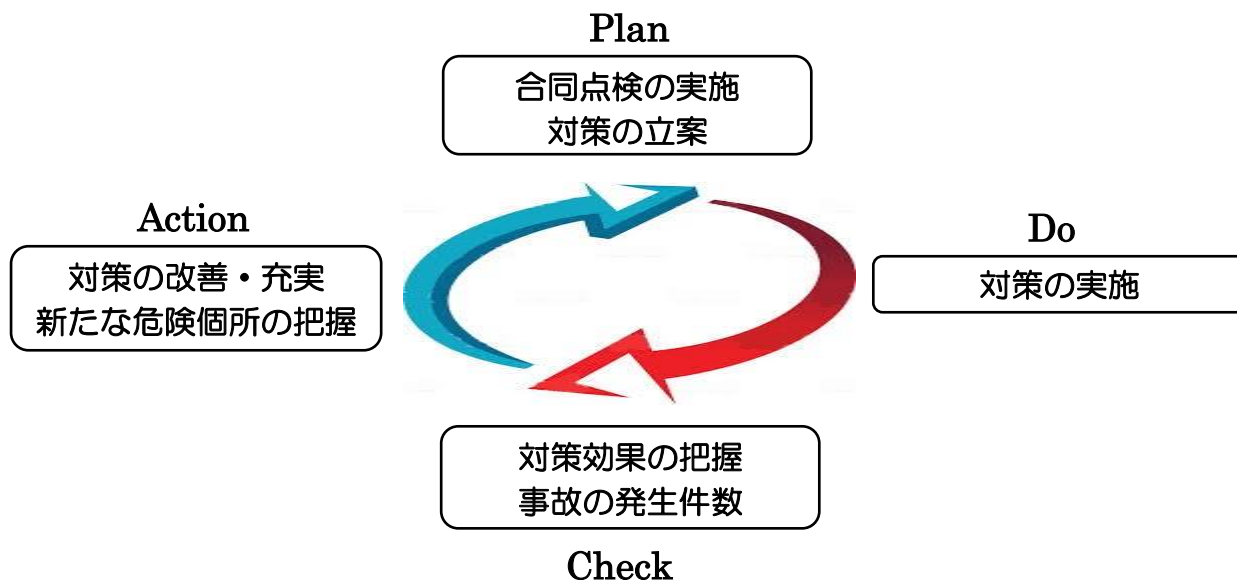 Plan
合同点検の実施
対策の立案
Action
対策の改善・充実
新たな危険個所の把握
Do
対策の実施
対策効果の把握
事故の発生件数
Check